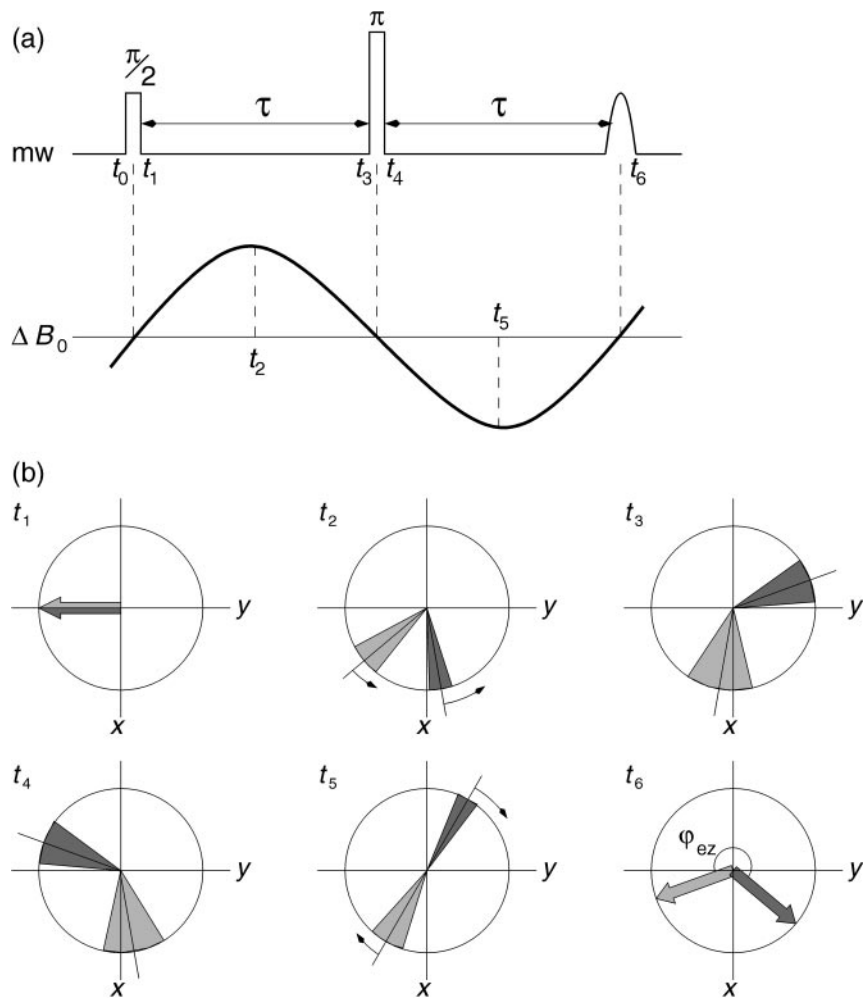 (a)
π/2
π
τ
τ
mw
t0 t1
t3 t4
t6
ΔB0
t2
t5
(b)
t1
y
x
t2
y
x
t3
y
x
t4
y
x
t5
y
x
t6
φez
y
x